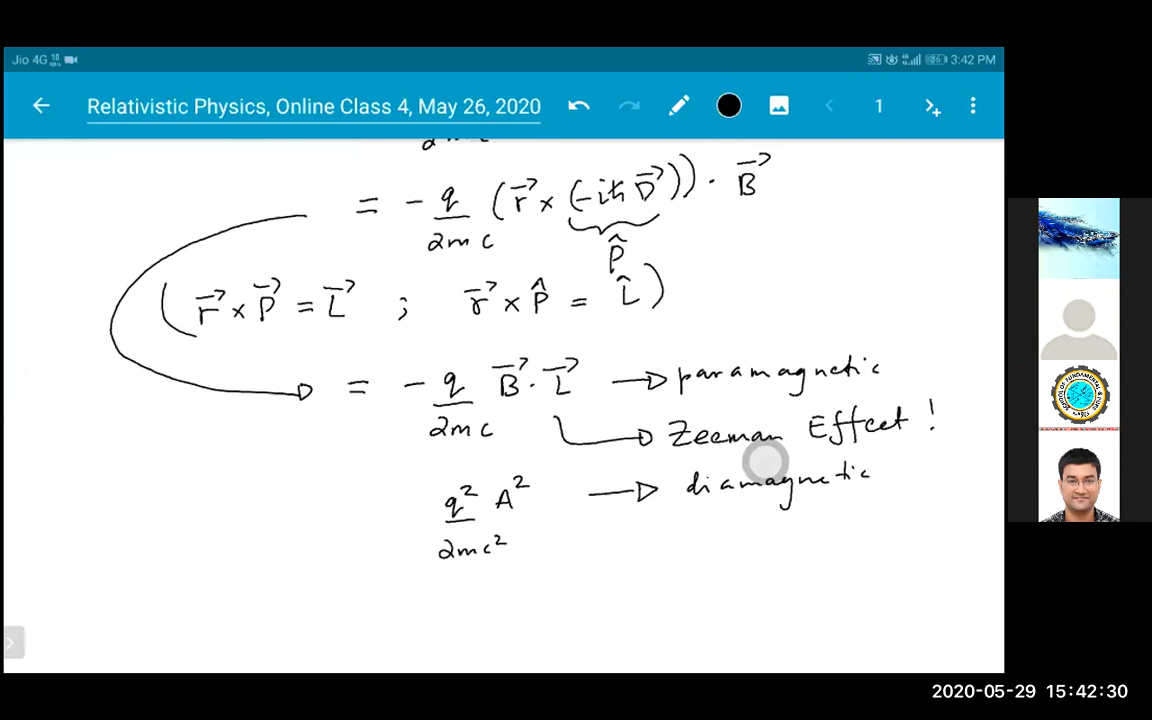 Jio 4G 3:42 PM
Relativistic Physics, Online Class 4, May 26, 2020 1
2m c
= - q/2mc (r⃗ × (-iħ∇⃗)) · B⃗
P̂
(r⃗ × P⃗ = L⃗ ; r⃗ × P̂ = L̂)
= - q/2mc B⃗ · L⃗ → paramagnetic
→ Zeeman Effect !
q²/2mc² A² → diamagnetic
2020-05-29 15:42:30